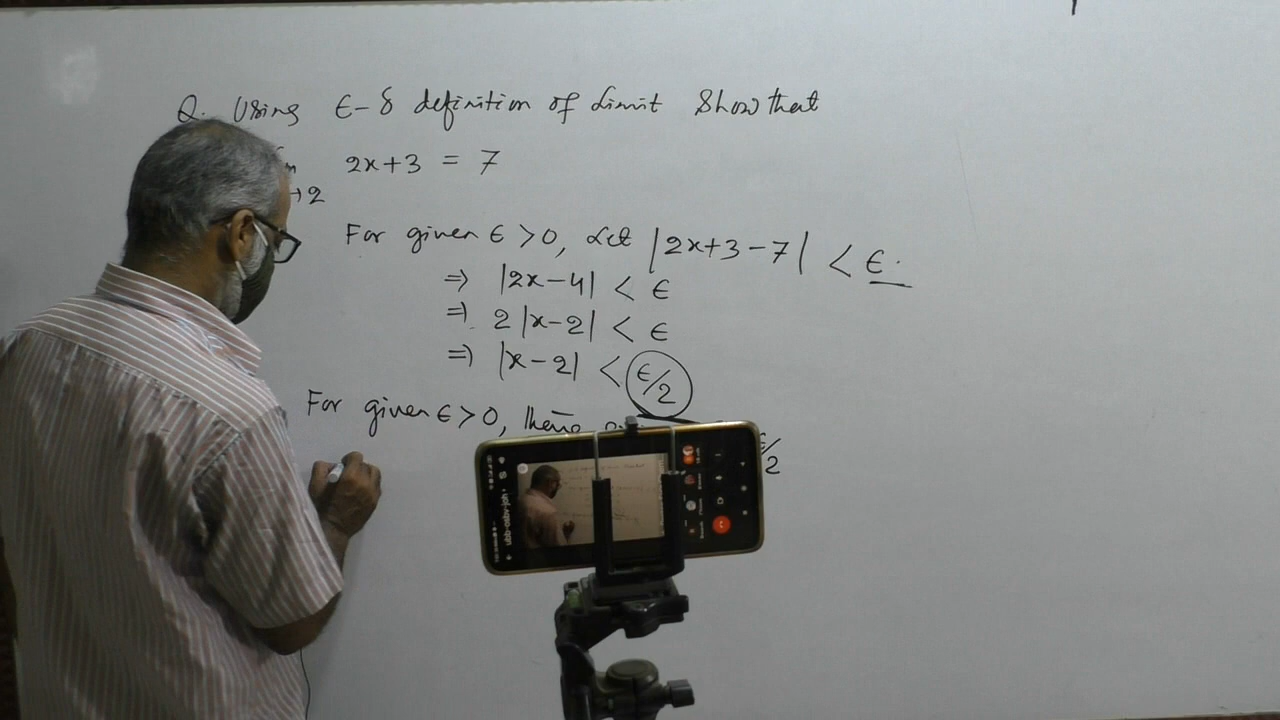 Q. Using ϵ-δ definition of Limit Show that
2x+3 = 7
→2
For given ϵ>0, Let |2x+3-7| < ϵ.
⇒ |2x-4| < ϵ
⇒ 2|x-2| < ϵ
⇒ |x-2| < ϵ/2
For given ϵ>0, there
/2